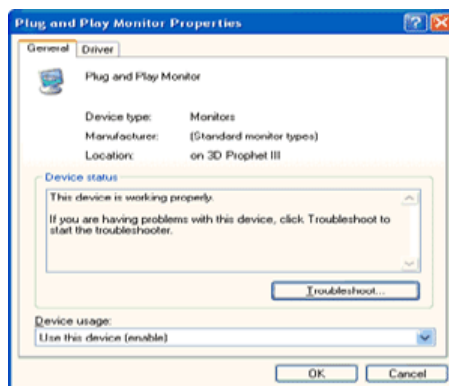 Plug and Play Monitor Properties
General Driver
Plug and Play Monitor
Device type: Monitors
Manufacturer: (Standard monitor types)
Location: on 3D Prophet III
Device status
This device is working properly.
If you are having problems with this device, click Troubleshoot to
start the troubleshooter.
Troubleshoot...
Device usage:
Use this device (enable)
OK Cancel